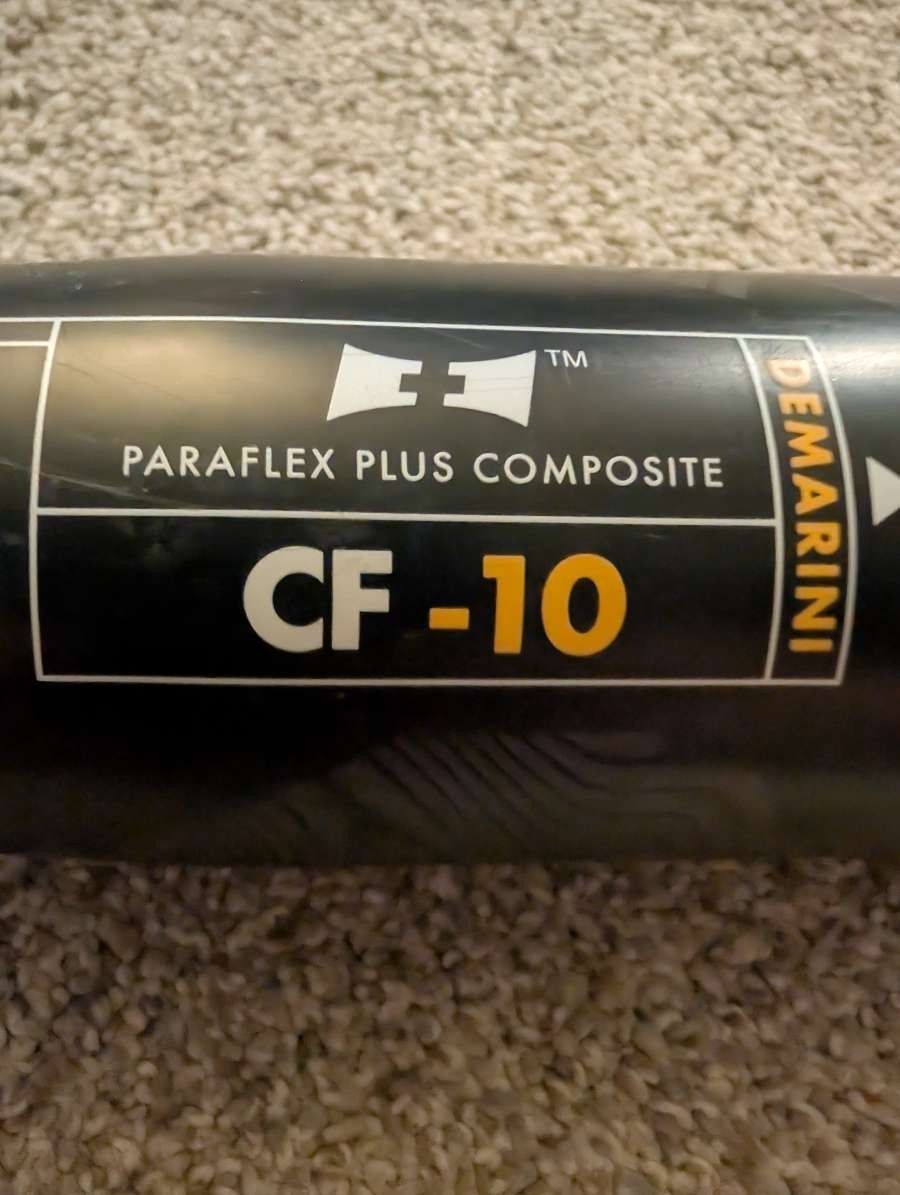 TM
PARAFLEX PLUS COMPOSITE
CF -10
DEMARINI